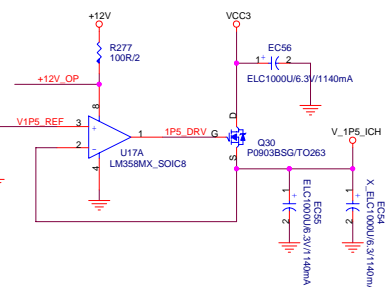 +12V
VCC3
R277
100R/2
EC56
1
+
2
ELC1000U/6.3V/1140mA
+12V_OP
8
V1P5_REF
3
+
1
1P5_DRV
G
D
S
2
-
4
U17A
LM358MX_SOIC8
Q30
P0903BSG/TO263
V_1P5_ICH
1
+
2
EC55
ELC1000U/6.3V/1140mA
1
+
2
EC54
X_ELC1000U/6.3/1140mA